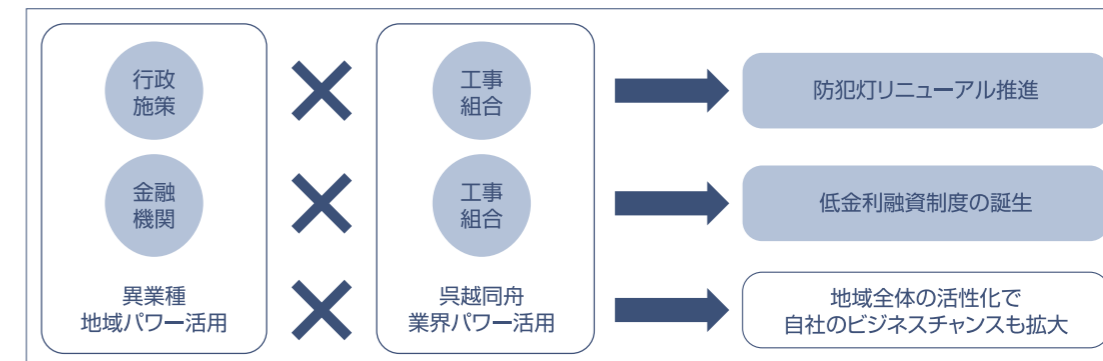 行政
施策
工事
組合
防犯灯リニューアル推進
金融
機関
工事
組合
低金利融資制度の誕生
異業種
地域パワー活用
呉越同舟
業界パワー活用
地域全体の活性化で
自社のビジネスチャンスも拡大